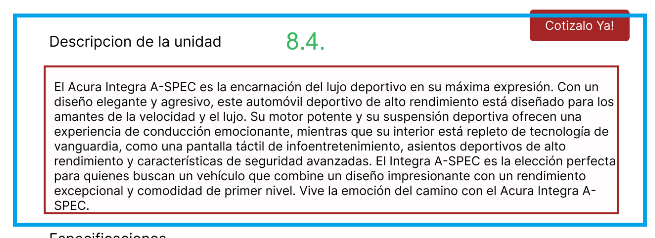 Cotizalo Ya!
Descripcion de la unidad
8.4.
El Acura Integra A-SPEC es la encarnación del lujo deportivo en su máxima expresión. Con un
diseño elegante y agresivo, este automóvil deportivo de alto rendimiento está diseñado para los
amantes de la velocidad y el lujo. Su motor potente y su suspensión deportiva ofrecen una
experiencia de conducción emocionante, mientras que su interior está repleto de tecnología de
vanguardia, como una pantalla táctil de infoentretenimiento, asientos deportivos de alto
rendimiento y características de seguridad avanzadas. El Integra A-SPEC es la elección perfecta
para quienes buscan un vehículo que combine un diseño impresionante con un rendimiento
excepcional y comodidad de primer nivel. Vive la emoción del camino con el Acura Integra A-
SPEC.
Especificaciones